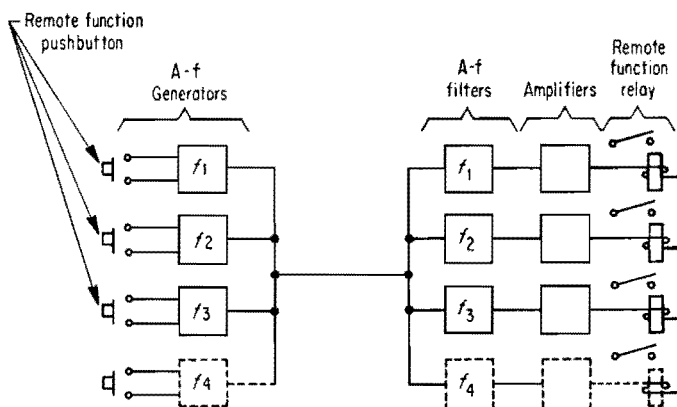 Remote function
pushbutton
A-f
Generators
A-f
filters
Amplifiers
Remote
function
relay
f1
f2
f3
f4
f1
f2
f3
f4